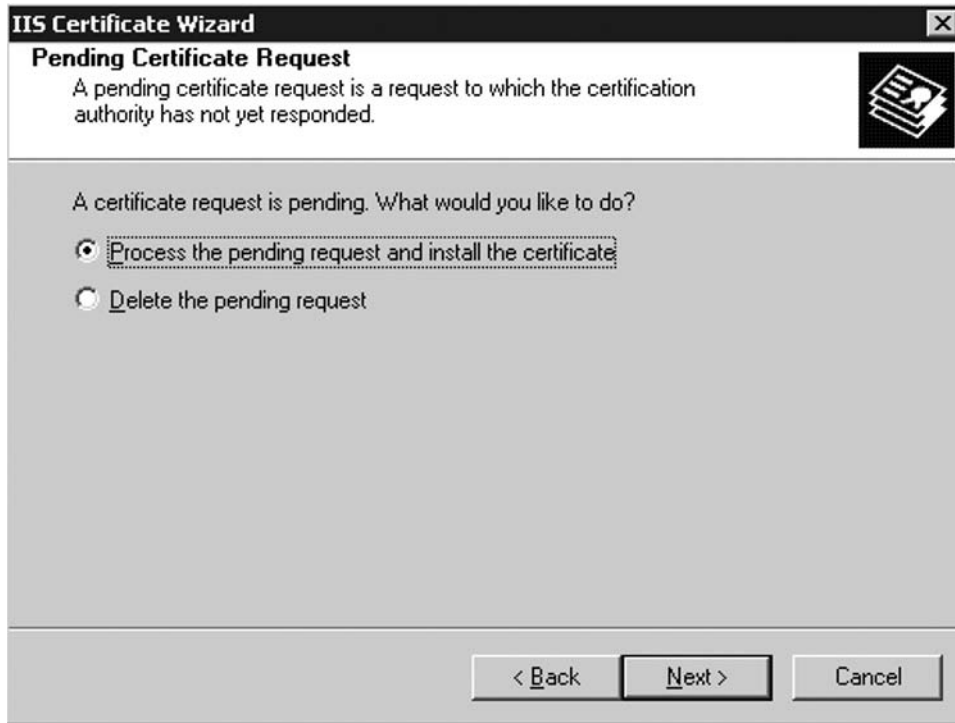 IIS Certificate Wizard
Pending Certificate Request
A pending certificate request is a request to which the certification
authority has not yet responded.
A certificate request is pending. What would you like to do?
Process the pending request and install the certificate
Delete the pending request
< Back
Next >
Cancel